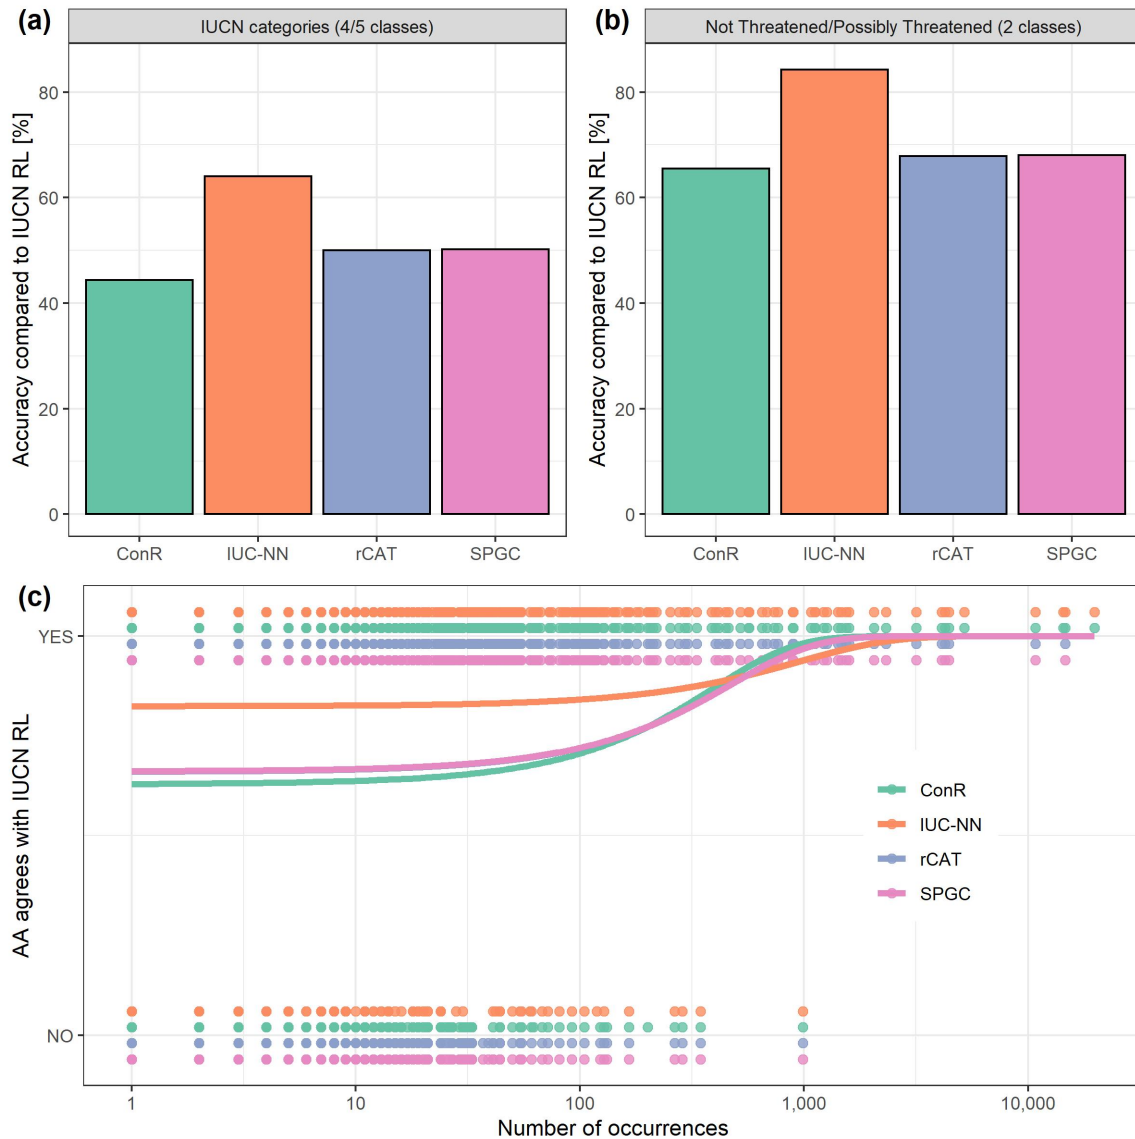 (a)
IUCN categories (4/5 classes)
Accuracy compared to IUCN RL [%]
80
60
40
20
0
ConR IUC-NN rCAT SPGC
(b)
Not Threatened/Possibly Threatened (2 classes)
Accuracy compared to IUCN RL [%]
80
60
40
20
0
ConR IUC-NN rCAT SPGC
(c)
AA agrees with IUCN RL
YES
NO
ConR
IUC-NN
rCAT
SPGC
1 10 100 1,000 10,000
Number of occurrences